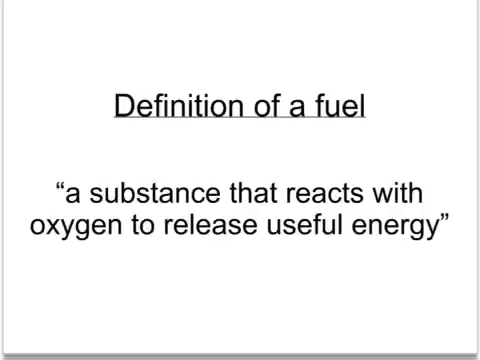 Definition of a fuel
“a substance that reacts with
oxygen to release useful energy”